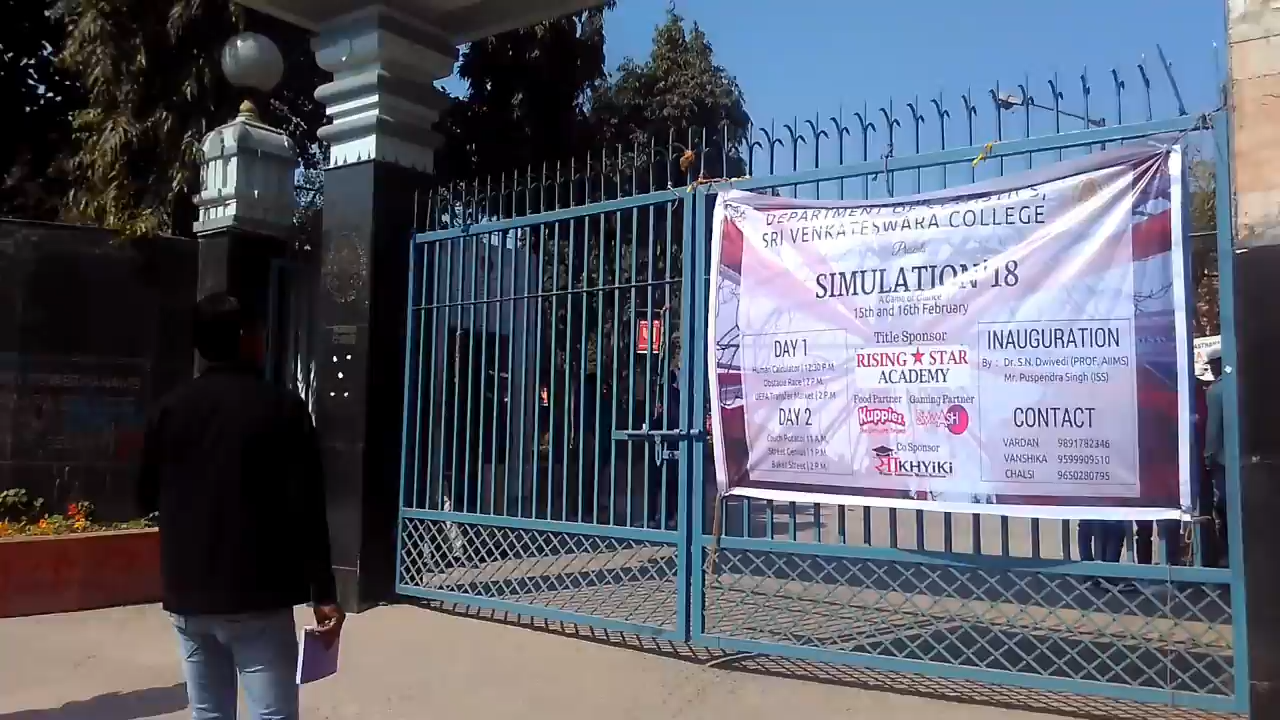 DEPARTMENT OF
SRI VENKATESWARA COLLEGE
Presents
SIMULATION'18
A Game of Chance
15th and 16th February
DAY 1
Human Calculator | 12:30 P.M.
Obstacle Race | 2 P.M.
UEFA Transfer Market | 2 P.M.
DAY 2
Couch Potato | 11 A.M.
Street Genius | 1 P.M.
Baker Street | 2 P.M.
Title Sponsor
RISING ★ STAR
ACADEMY
Food Partner
Kuppies
Gaming Partner
SMAASH
Co Sponsor
सांKHYiKi
INAUGURATION
By : Dr. S.N. Dwivedi (PROF, AIIMS)
Mr. Puspendra Singh (ISS)
CONTACT
VARDAN 9891782346
VANSHIKA 9599909510
CHALSI 9650280795